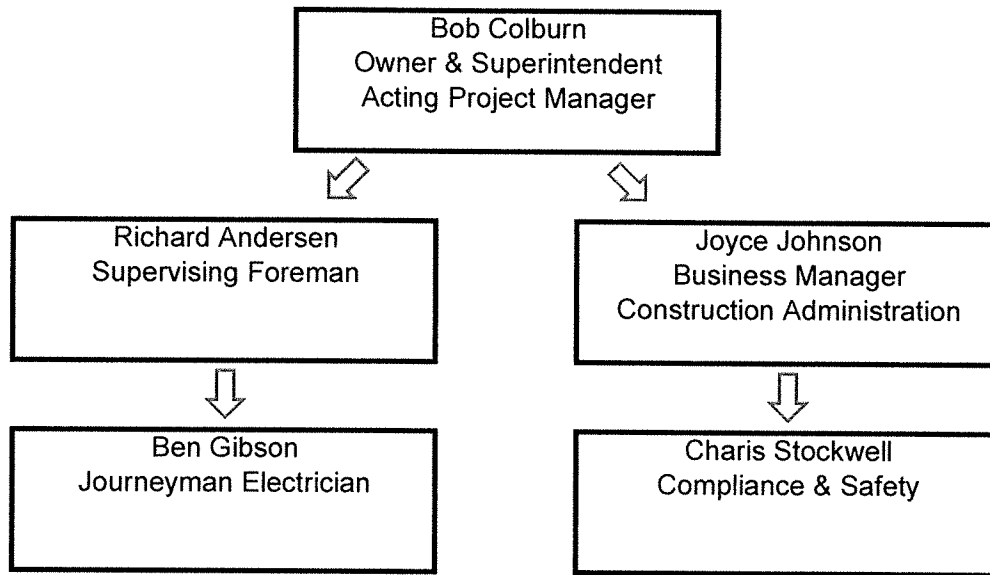 Bob Colburn
Owner & Superintendent
Acting Project Manager
Richard Andersen
Supervising Foreman
Joyce Johnson
Business Manager
Construction Administration
Ben Gibson
Journeyman Electrician
Charis Stockwell
Compliance & Safety